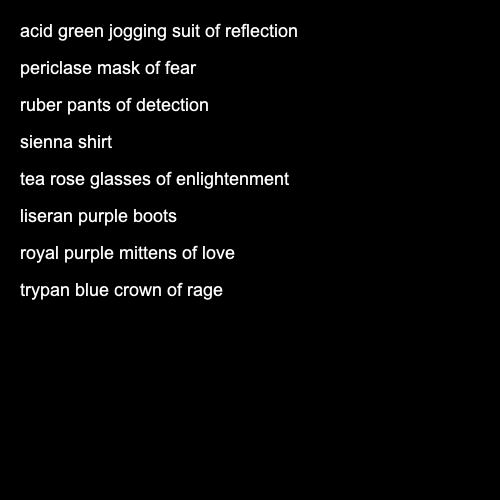 acid green jogging suit of reflection
periclase mask of fear
ruber pants of detection
sienna shirt
tea rose glasses of enlightenment
liseran purple boots
royal purple mittens of love
trypan blue crown of rage